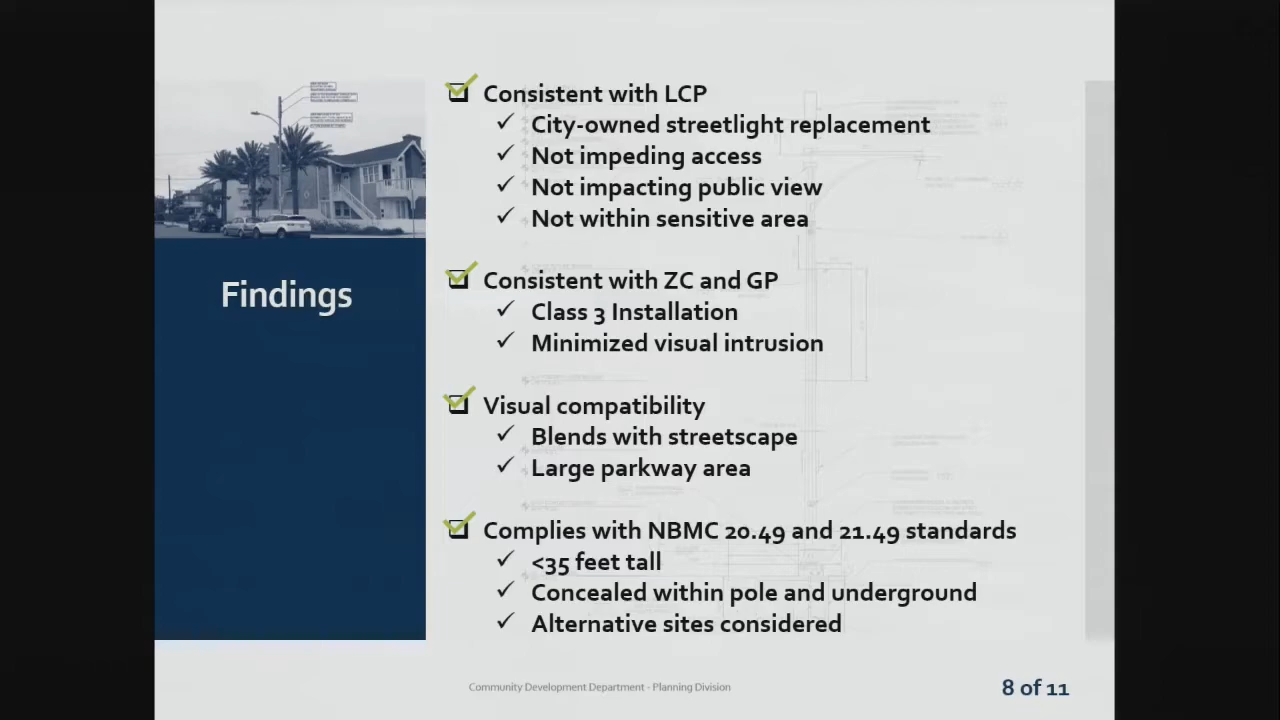 Findings
Consistent with LCP
City-owned streetlight replacement
Not impeding access
Not impacting public view
Not within sensitive area
Consistent with ZC and GP
Class 3 Installation
Minimized visual intrusion
Visual compatibility
Blends with streetscape
Large parkway area
Complies with NBMC 20.49 and 21.49 standards
<35 feet tall
Concealed within pole and underground
Alternative sites considered
Community Development Department - Planning Division
8 of 11